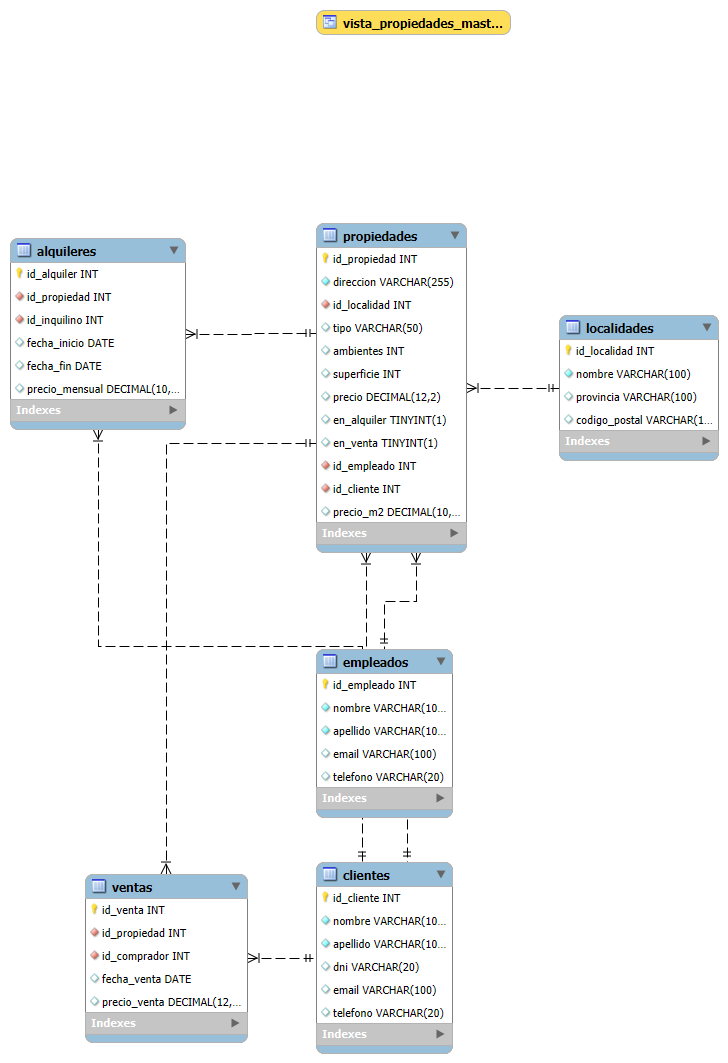 vista_propiedades_mast...
alquileres
id_alquiler INT
id_propiedad INT
id_inquilino INT
fecha_inicio DATE
fecha_fin DATE
precio_mensual DECIMAL(10,...
Indexes
propiedades
id_propiedad INT
direccion VARCHAR(255)
id_localidad INT
tipo VARCHAR(50)
ambientes INT
superficie INT
precio DECIMAL(12,2)
en_alquiler TINYINT(1)
en_venta TINYINT(1)
id_empleado INT
id_cliente INT
precio_m2 DECIMAL(10,...
Indexes
localidades
id_localidad INT
nombre VARCHAR(100)
provincia VARCHAR(100)
codigo_postal VARCHAR(1...
Indexes
empleados
id_empleado INT
nombre VARCHAR(10...
apellido VARCHAR(10...
email VARCHAR(100)
telefono VARCHAR(20)
Indexes
ventas
id_venta INT
id_propiedad INT
id_comprador INT
fecha_venta DATE
precio_venta DECIMAL(12,...
Indexes
clientes
id_cliente INT
nombre VARCHAR(10...
apellido VARCHAR(10...
dni VARCHAR(20)
email VARCHAR(100)
telefono VARCHAR(20)
Indexes